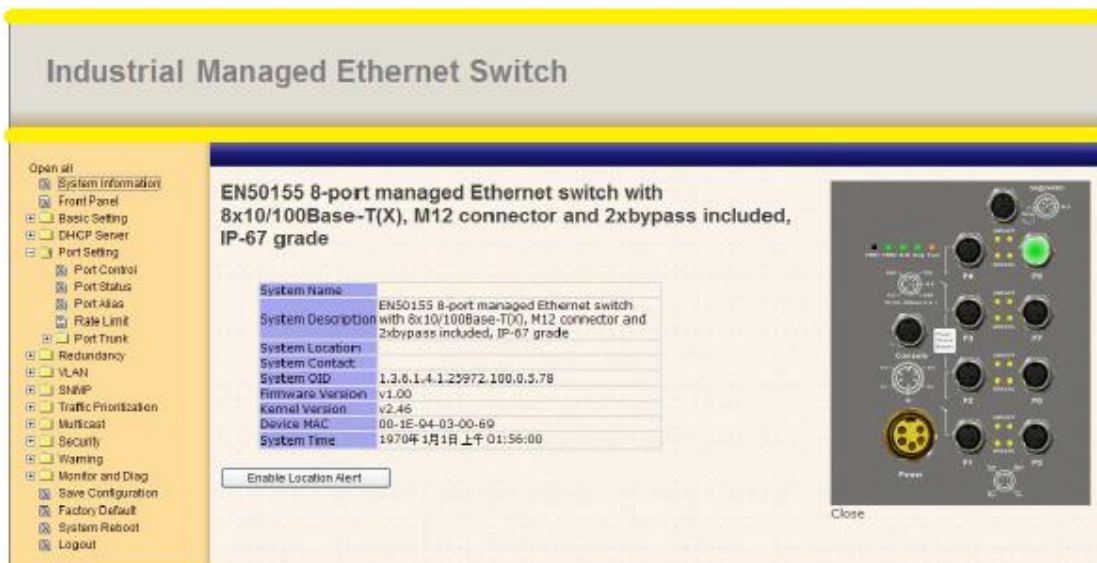 Industrial Managed Ethernet Switch
Open all
System Information
Front Panel
Basic Setting
DHCP Server
Port Setting
Port Control
Port Status
Port Alias
Rate Limit
Port Trunk
Redundancy
VLAN
SNMP
Traffic Prioritization
Multicast
Security
Warning
Monitor and Diag
Save Configuration
Factory Default
System Reboot
Logout
EN50155 8-port managed Ethernet switch with
8x10/100Base-T(X), M12 connector and 2xbypass included,
IP-67 grade
System Name
System Description EN50155 8-port managed Ethernet switch
with 8x10/100Base-T(X), M12 connector and
2xbypass included, IP-67 grade
System Location
System Contact
System OID 1.3.6.1.4.1.25972.100.0.5.78
Firmware Version v1.00
Kernel Version v2.46
Device MAC 00-1E-94-03-00-69
System Time 1970年1月1日 上午 01:56:00
Enable Location Alert
Console
Power
P4
P3
P7
P2
P1
Close